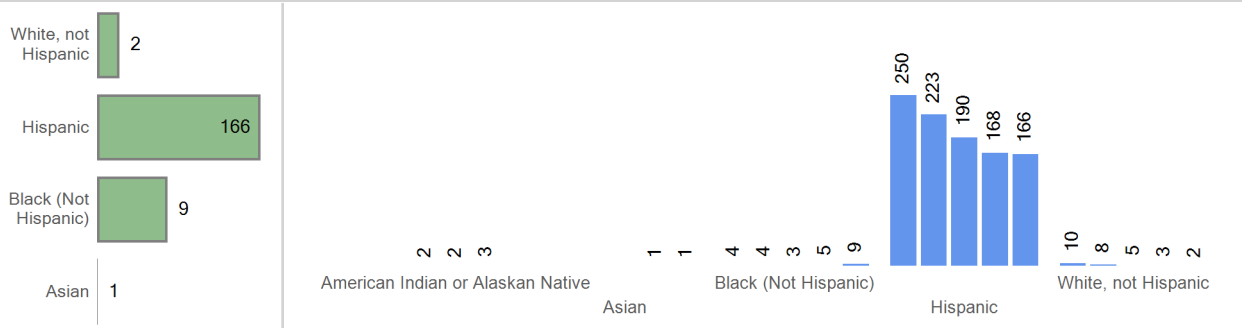 White, not
Hispanic
2
Hispanic
166
Black (Not
Hispanic)
9
Asian
1
2 2 3
1 1
4 4 3 5 9
250 223 190 168 166
10 8 5 3 2
American Indian or Alaskan Native
Asian
Black (Not Hispanic)
Hispanic
White, not Hispanic